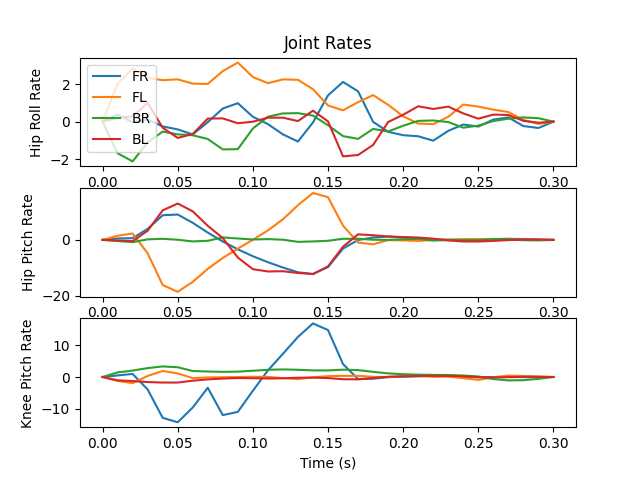 Joint Rates
Hip Roll Rate
2
0
−2
FR
FL
BR
BL
0.00 0.05 0.10 0.15 0.20 0.25 0.30
Hip Pitch Rate
0
−20
0.00 0.05 0.10 0.15 0.20 0.25 0.30
Knee Pitch Rate
10
0
−10
0.00 0.05 0.10 0.15 0.20 0.25 0.30
Time (s)